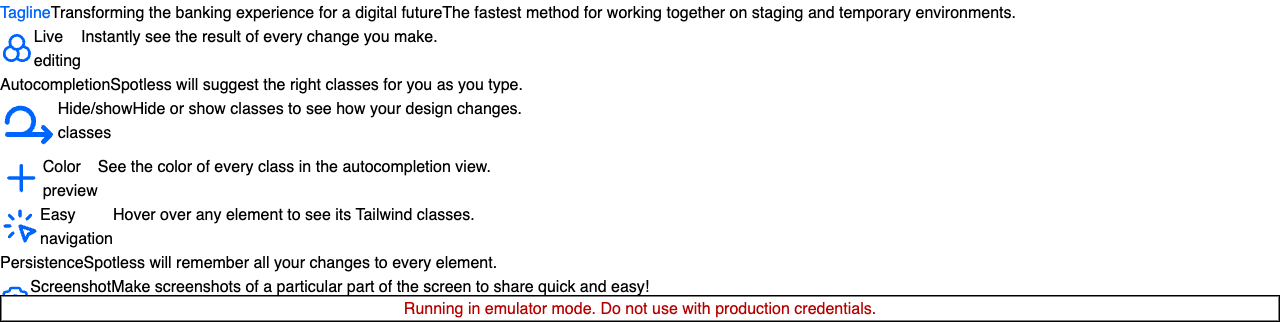 TaglineTransforming the banking experience for a digital futureThe fastest method for working together on staging and temporary environments.
Live editing
Instantly see the result of every change you make.
AutocompletionSpotless will suggest the right classes for you as you type.
Hide/show classes
Hide or show classes to see how your design changes.
Color preview
See the color of every class in the autocompletion view.
Easy navigation
Hover over any element to see its Tailwind classes.
PersistenceSpotless will remember all your changes to every element.
ScreenshotMake screenshots of a particular part of the screen to share quick and easy!
Running in emulator mode. Do not use with production credentials.